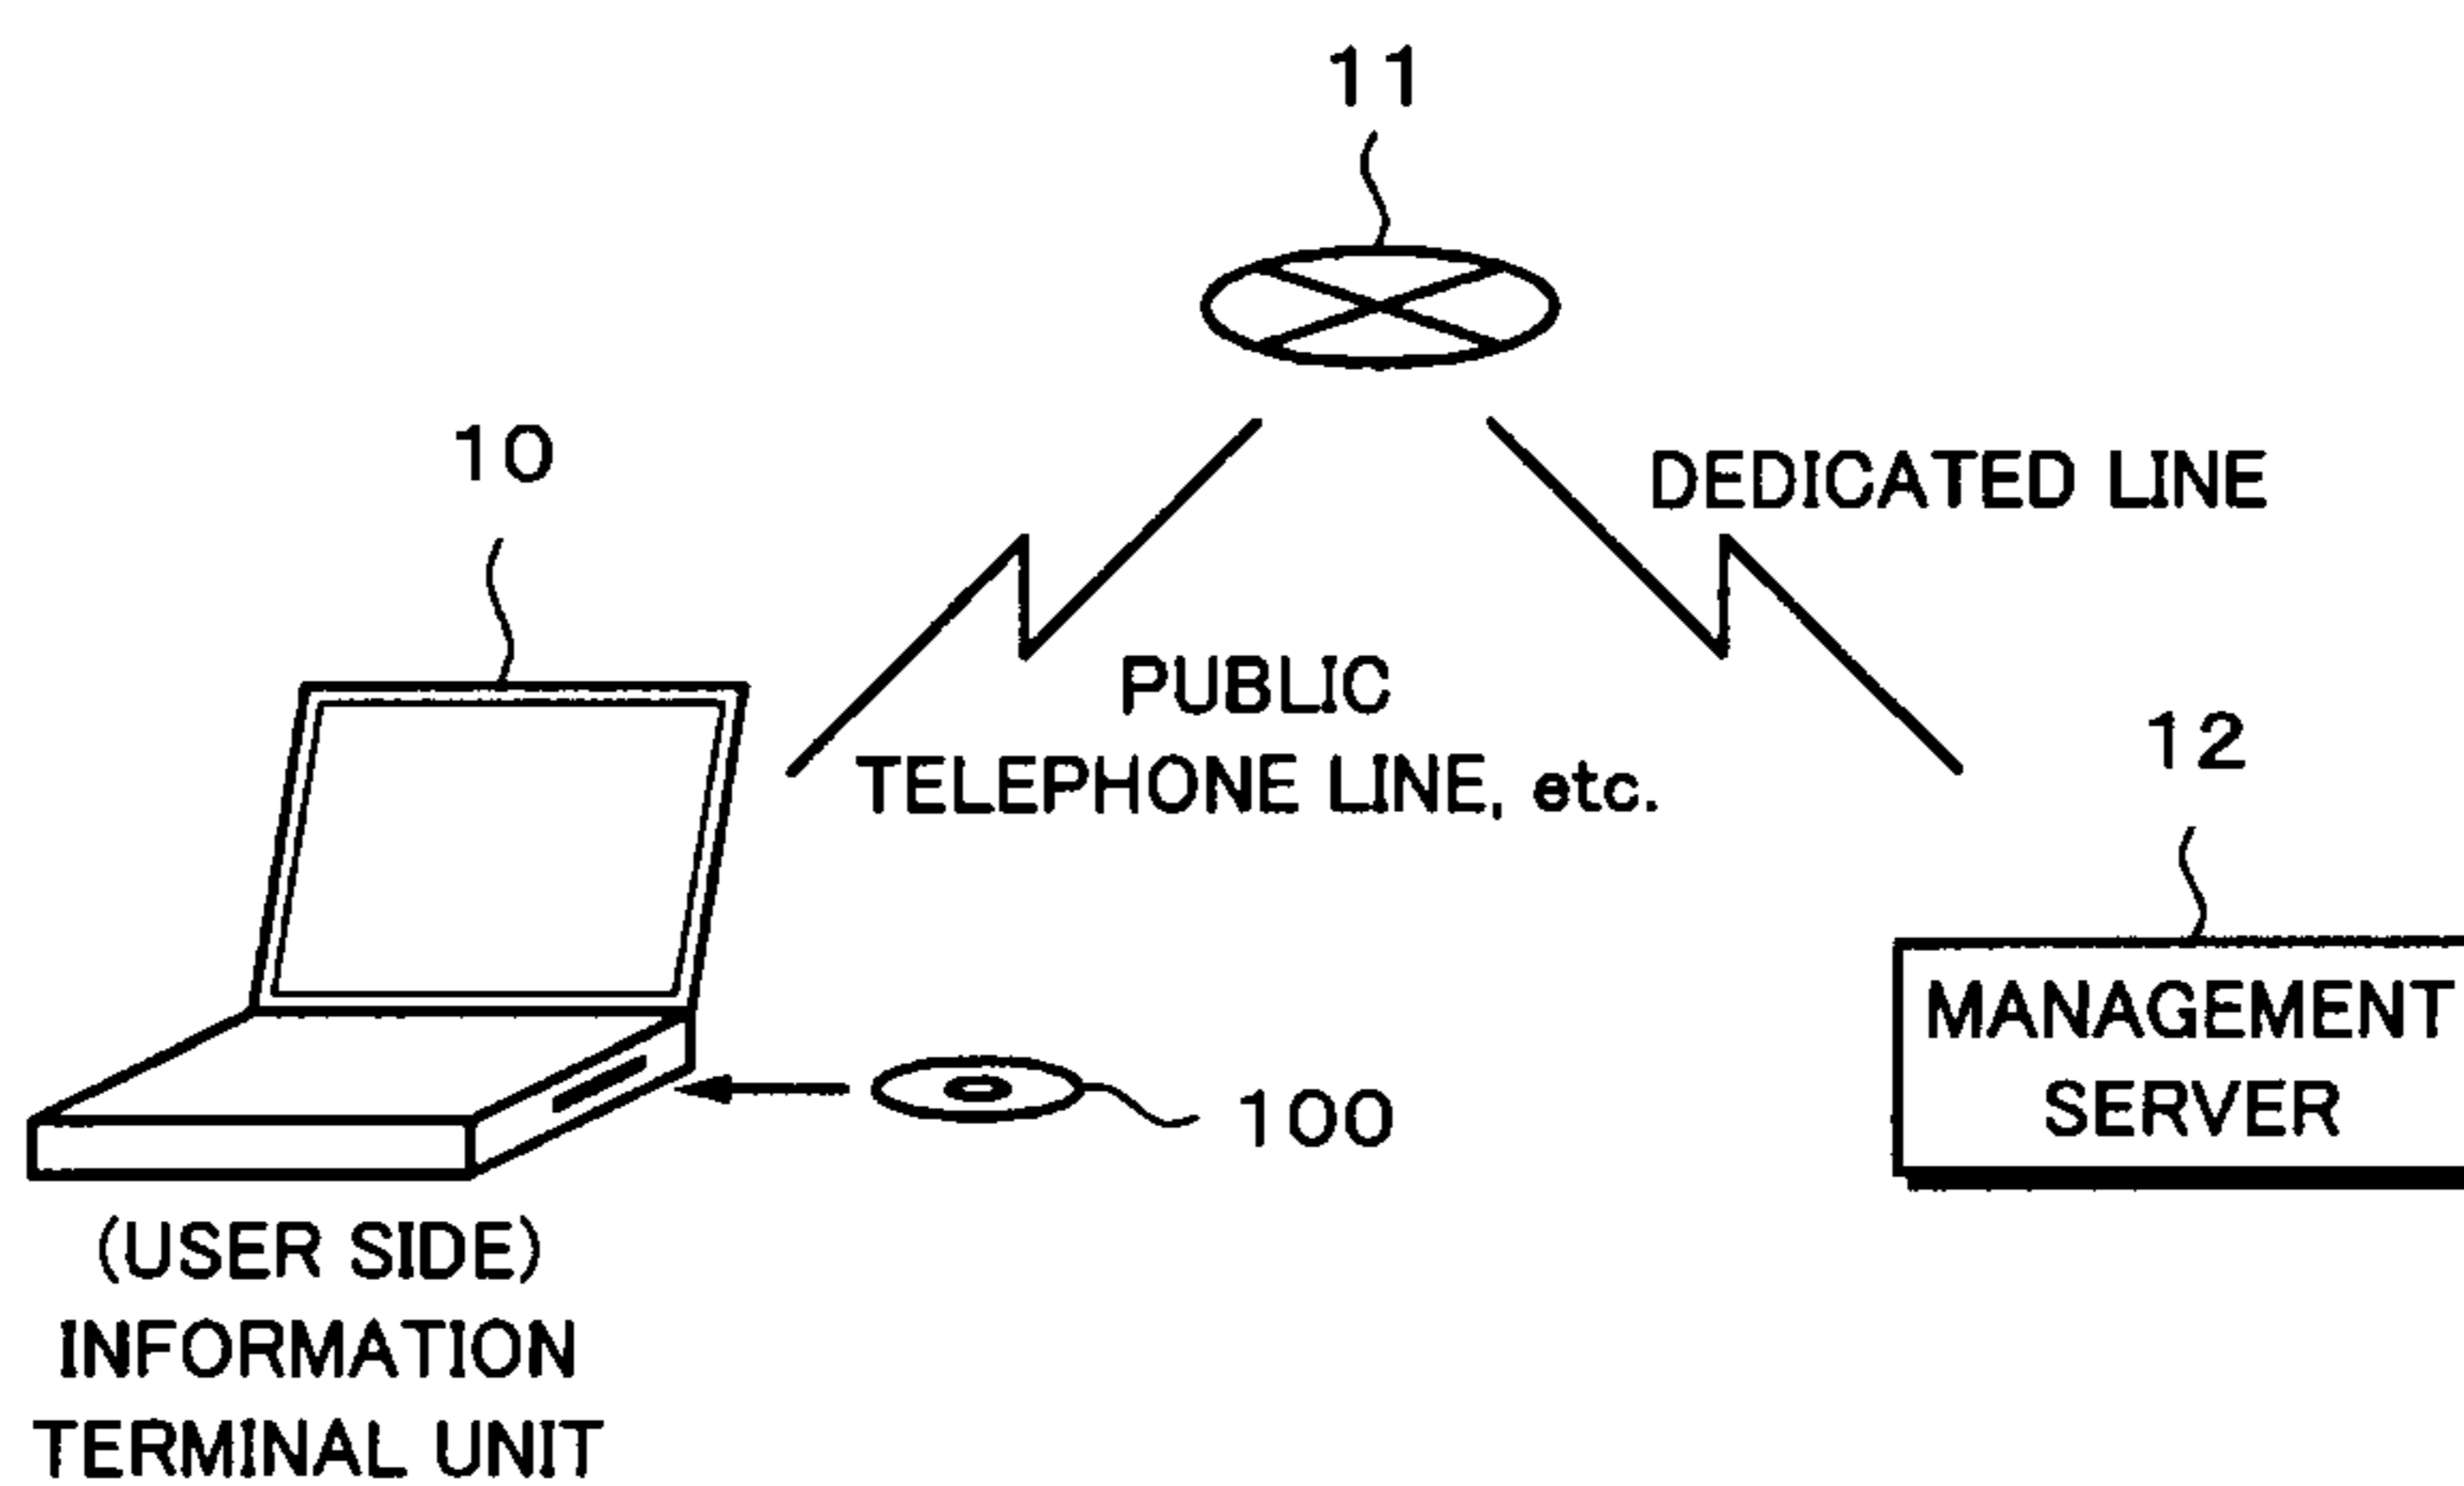 11
10
DEDICATED LINE
PUBLIC
TELEPHONE LINE, etc.
12
MANAGEMENT
SERVER
100
(USER SIDE)
INFORMATION
TERMINAL UNIT